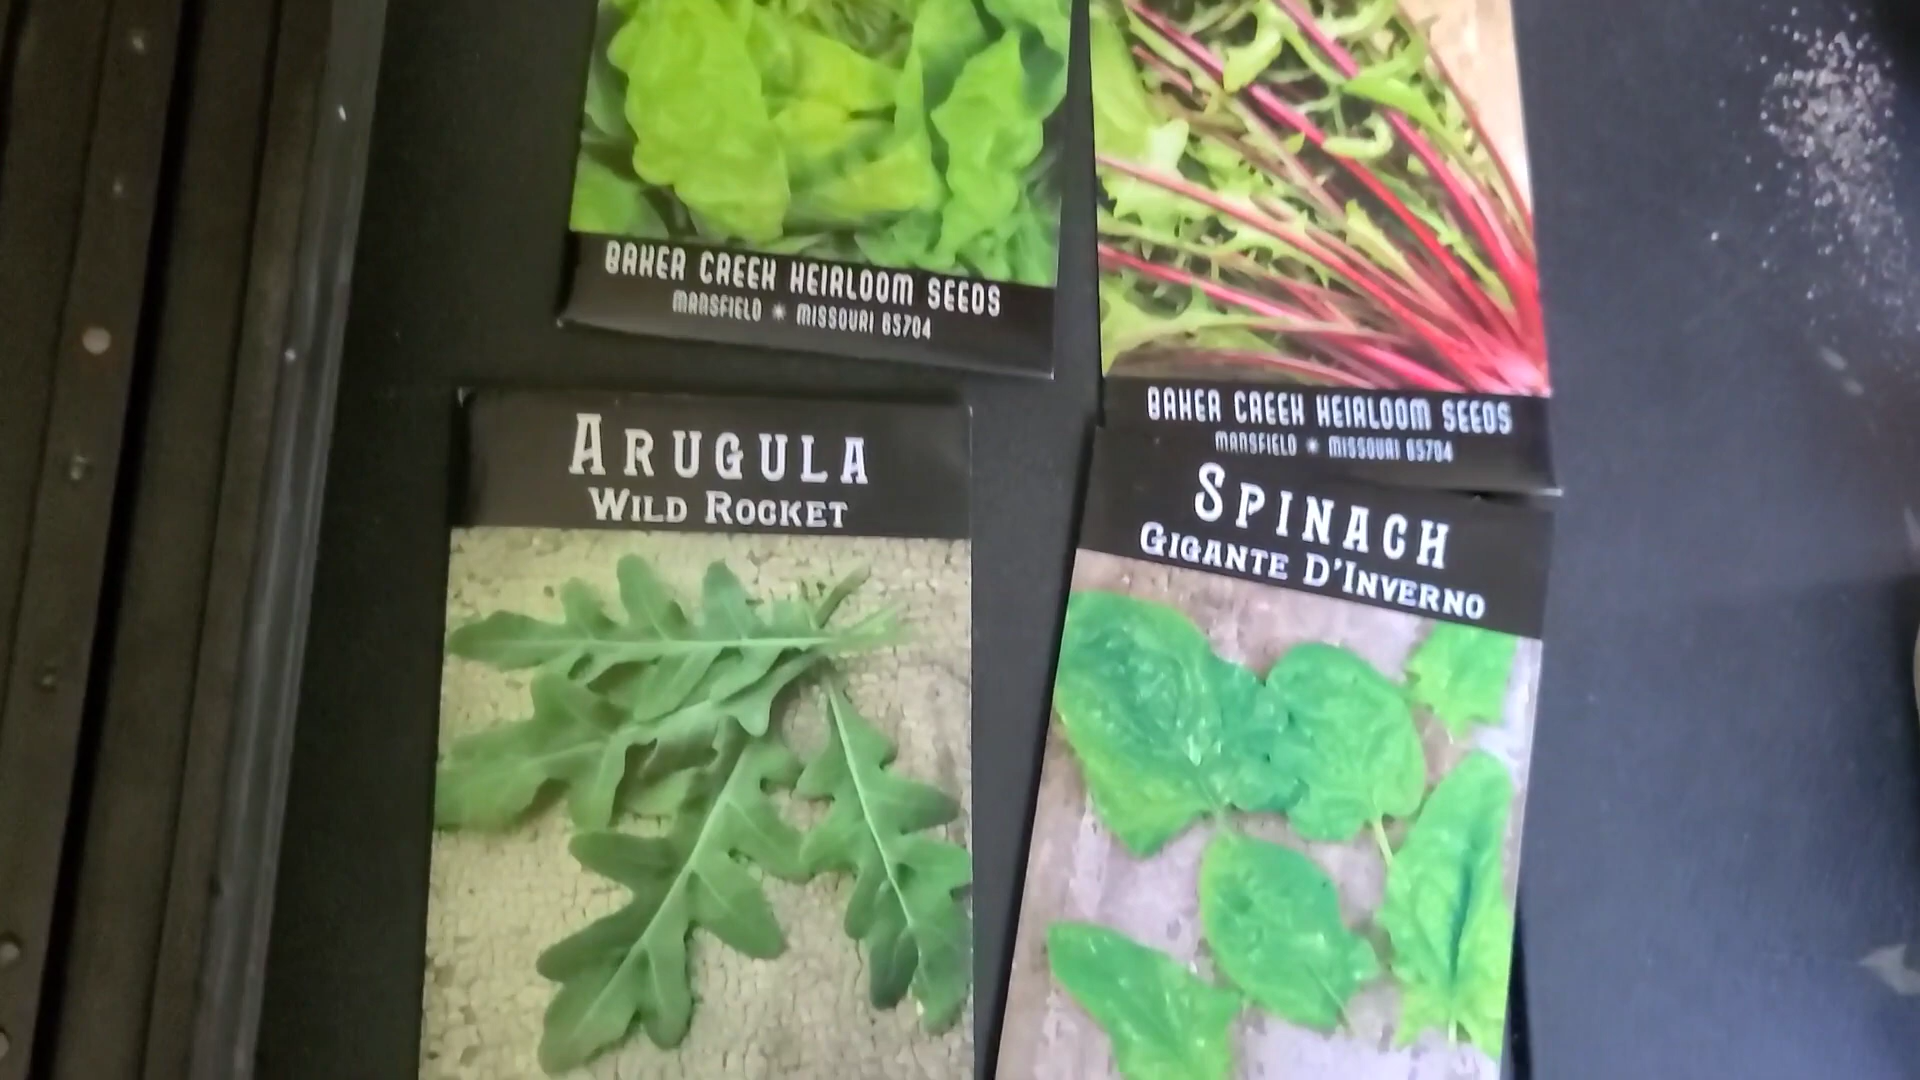 BAKER CREEK HEIRLOOM SEEDS
MANSFIELD * MISSOURI 65704
BAKER CREEK HEIRLOOM SEEDS
MANSFIELD * MISSOURI 65704
ARUGULA
WILD ROCKET
SPINACH
GIGANTE D'INVERNO